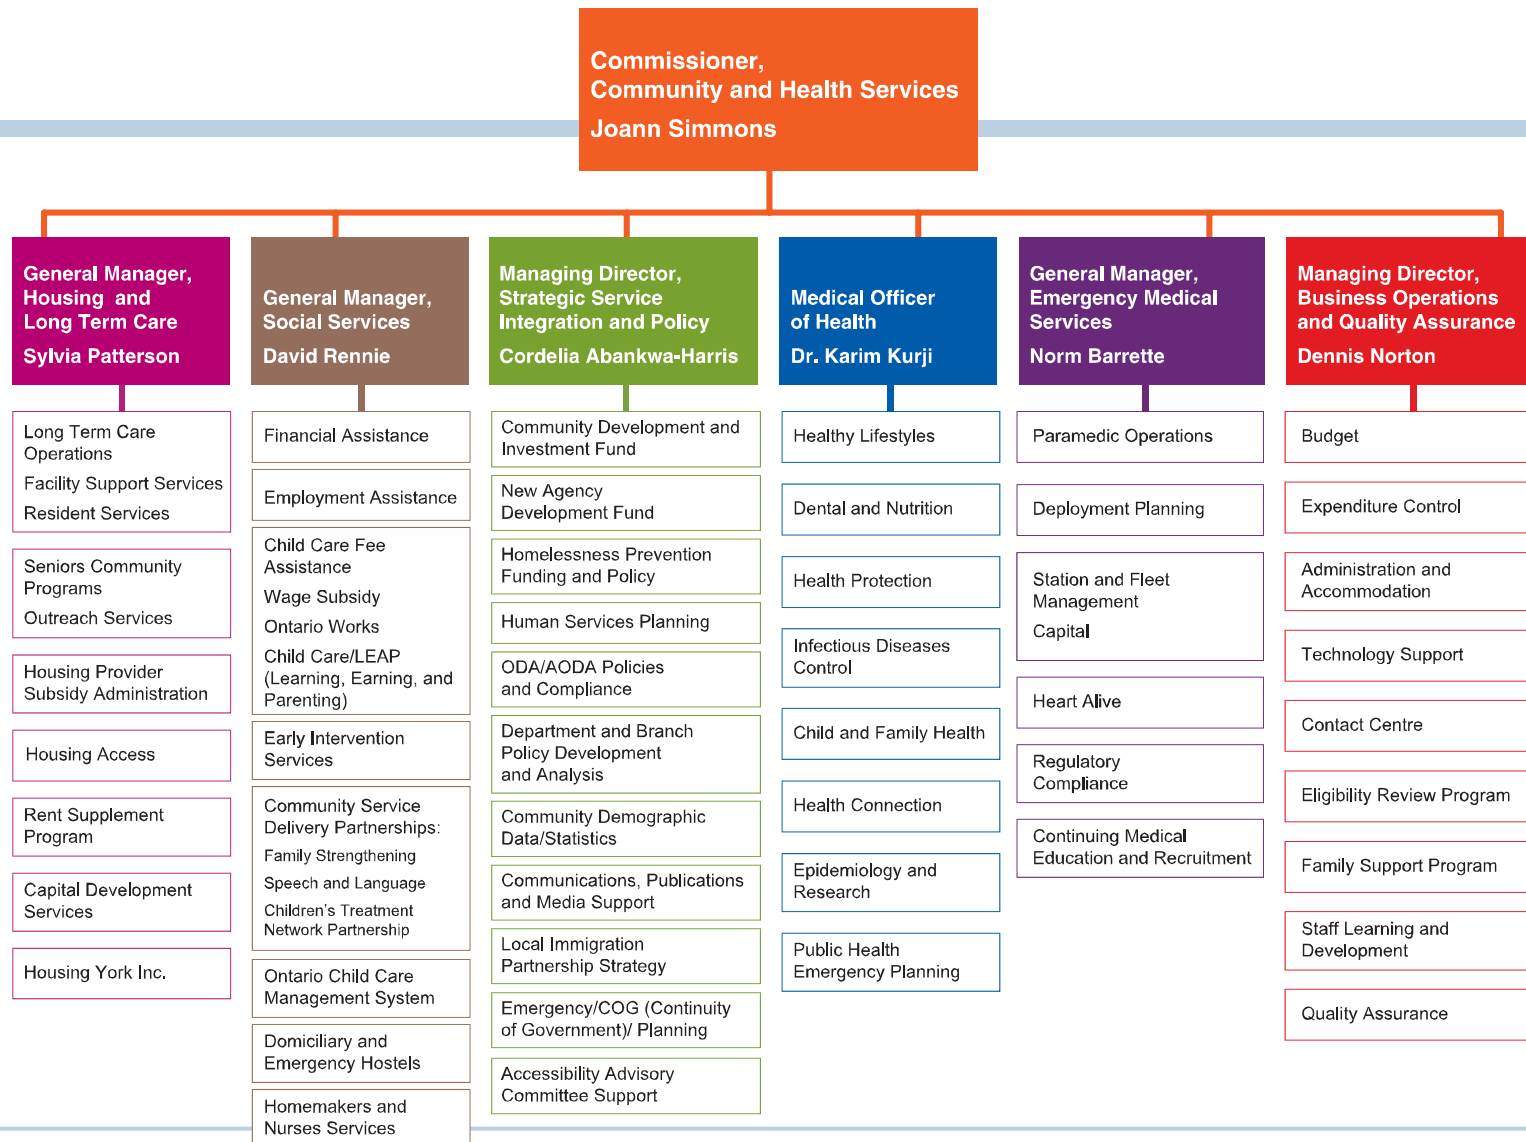 Commissioner,
Community and Health Services
Joann Simmons
General Manager,
Housing and
Long Term Care
Sylvia Patterson
Long Term Care
Operations
Facility Support Services
Resident Services
Seniors Community
Programs
Outreach Services
Housing Provider
Subsidy Administration
Housing Access
Rent Supplement
Program
Capital Development
Services
Housing York Inc.
General Manager,
Social Services
David Rennie
Financial Assistance
Employment Assistance
Child Care Fee
Assistance
Wage Subsidy
Ontario Works
Child Care/LEAP
(Learning, Earning, and
Parenting)
Early Intervention
Services
Community Service
Delivery Partnerships:
Family Strengthening
Speech and Language
Children's Treatment
Network Partnership
Ontario Child Care
Management System
Domiciliary and
Emergency Hostels
Homemakers and
Nurses Services
Managing Director,
Strategic Service
Integration and Policy
Cordelia Abankwa-Harris
Community Development and
Investment Fund
New Agency
Development Fund
Homelessness Prevention
Funding and Policy
Human Services Planning
ODA/AODA Policies
and Compliance
Department and Branch
Policy Development
and Analysis
Community Demographic
Data/Statistics
Communications, Publications
and Media Support
Local Immigration
Partnership Strategy
Emergency/COG (Continuity
of Government)/ Planning
Accessibility Advisory
Committee Support
Medical Officer
of Health
Dr. Karim Kurji
Healthy Lifestyles
Dental and Nutrition
Health Protection
Infectious Diseases
Control
Child and Family Health
Health Connection
Epidemiology and
Research
Public Health
Emergency Planning
General Manager,
Emergency Medical
Services
Norm Barrette
Paramedic Operations
Deployment Planning
Station and Fleet
Management
Capital
Heart Alive
Regulatory
Compliance
Continuing Medical
Education and Recruitment
Managing Director,
Business Operations
and Quality Assurance
Dennis Norton
Budget
Expenditure Control
Administration and
Accommodation
Technology Support
Contact Centre
Eligibility Review Program
Family Support Program
Staff Learning and
Development
Quality Assurance